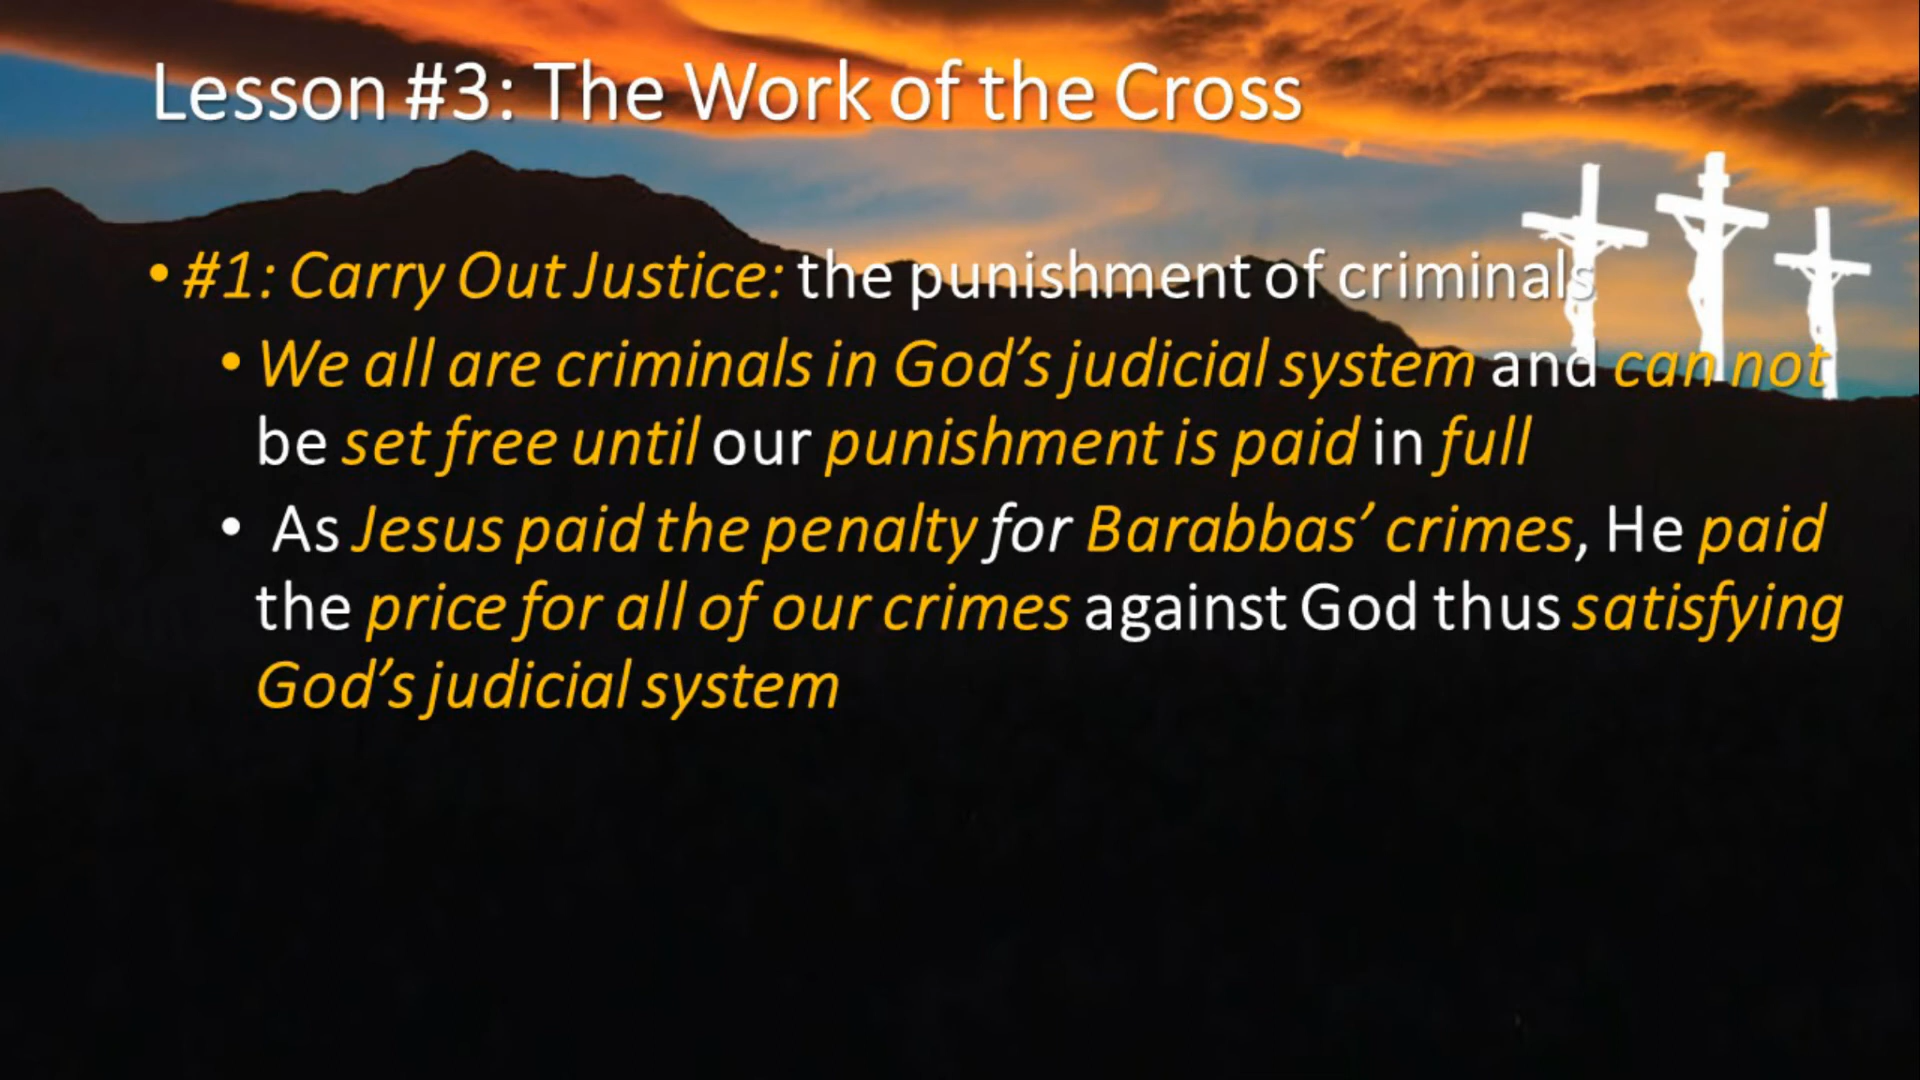 Lesson #3: The Work of the Cross
• #1: Carry Out Justice: the punishment of criminals
• We all are criminals in God’s judicial system and can not
be set free until our punishment is paid in full
• As Jesus paid the penalty for Barabbas’ crimes, He paid
the price for all of our crimes against God thus satisfying
God’s judicial system